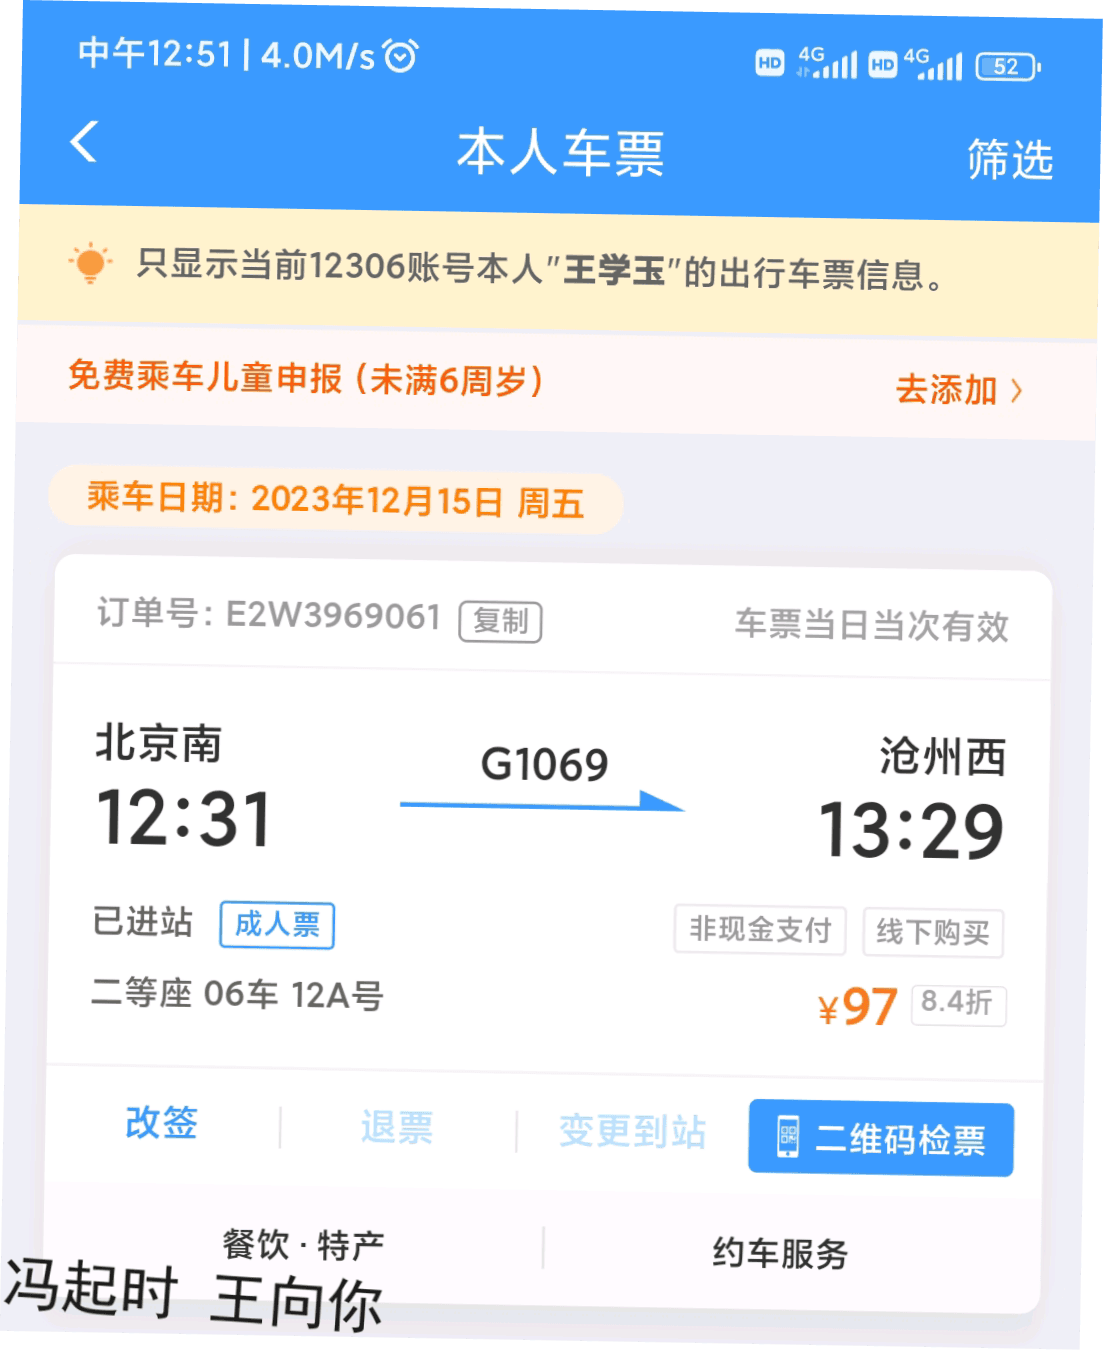 中午12:51 | 4.0M/s HD 4G HD 4G 52
本人车票 筛选
只显示当前12306账号本人"王学玉"的出行车票信息。
免费乘车儿童申报（未满6周岁） 去添加
乘车日期：2023年12月15日 周五
订单号：E2W3969061 复制 车票当日当次有效
北京南 G1069 沧州西
12:31 13:29
已进站 成人票 非现金支付 线下购买
二等座 06车 12A号 ¥97 8.4折
改签 退票 变更到站 二维码检票
餐饮·特产 约车服务
冯起时 王向你